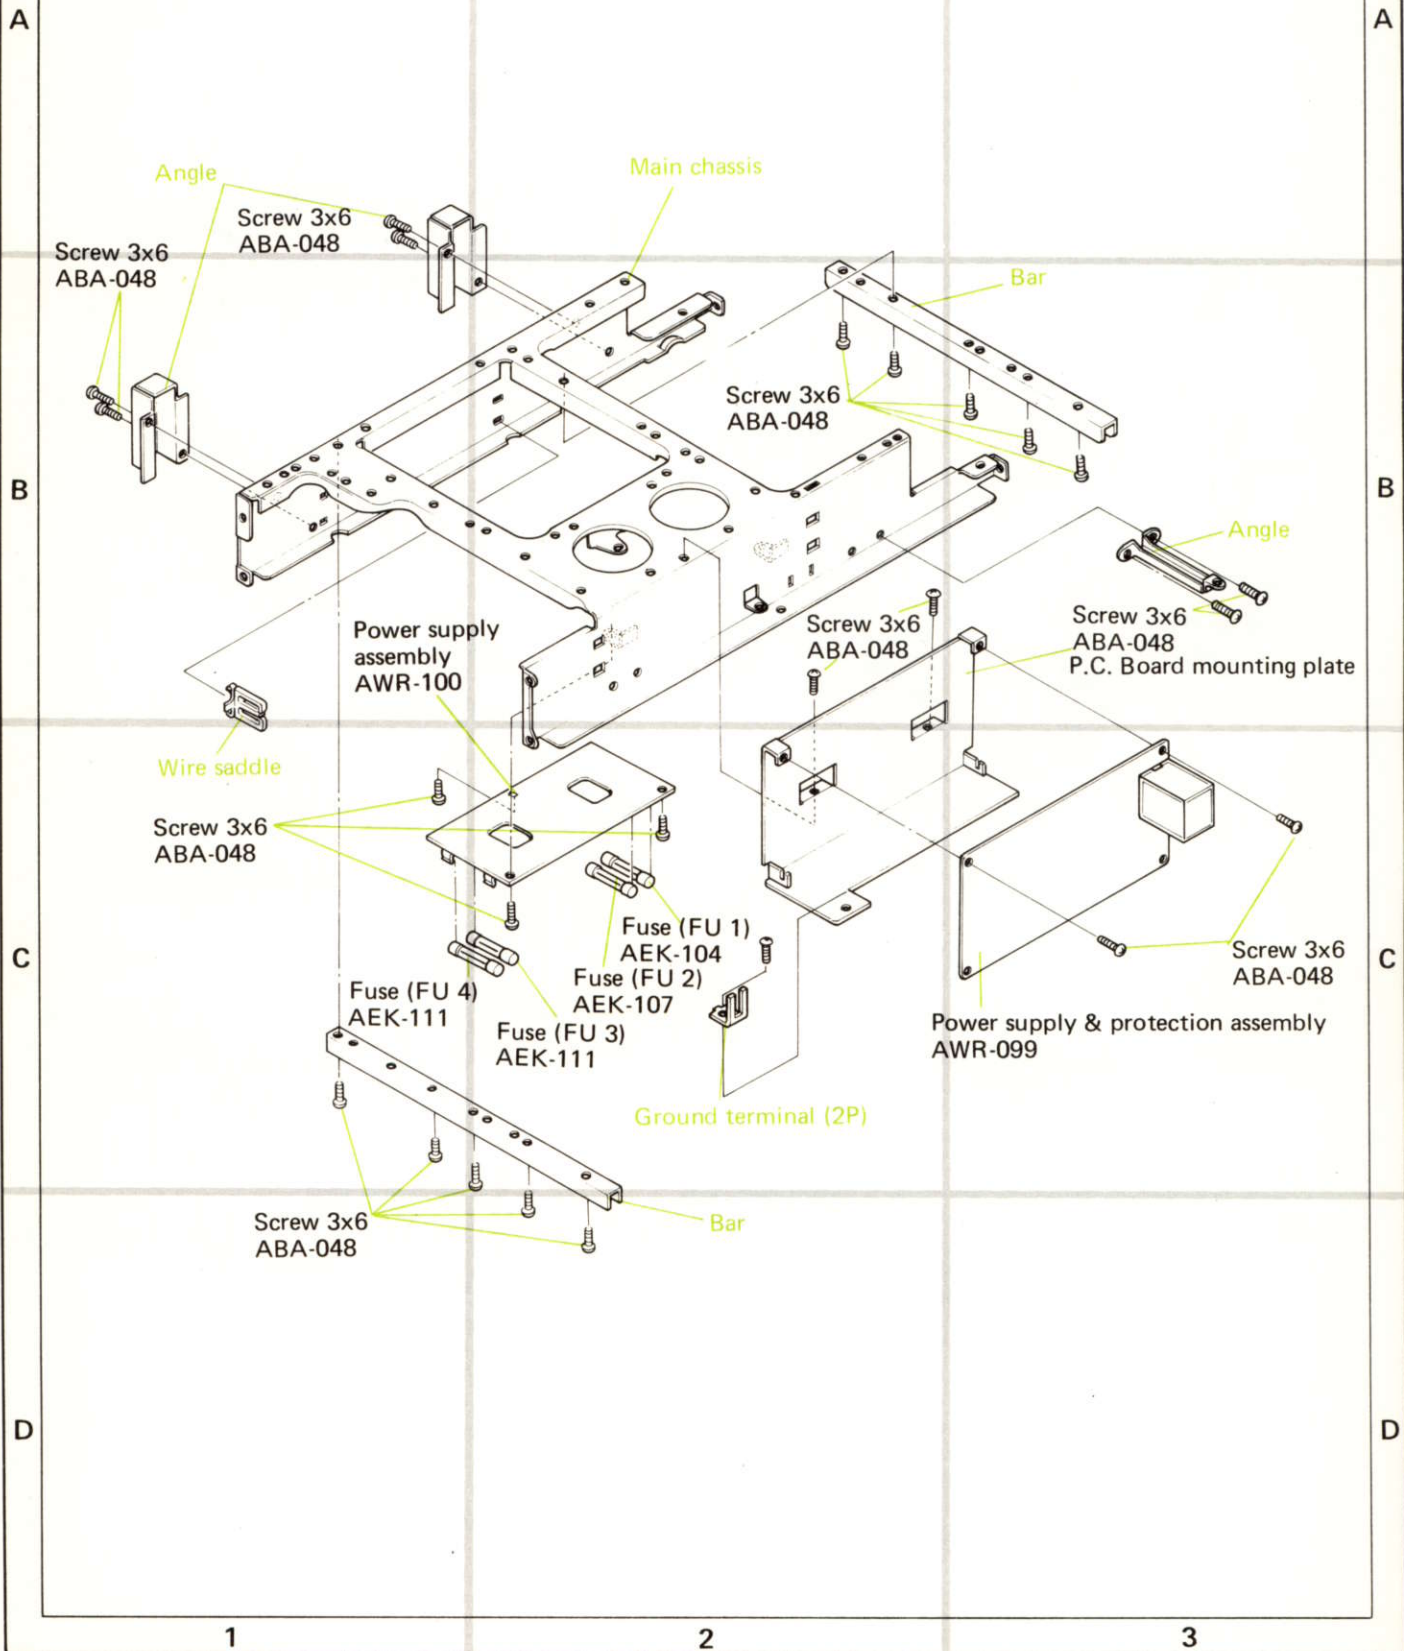 A
A
Angle
Main chassis
Screw 3x6
ABA-048
Screw 3x6
ABA-048
Bar
Screw 3x6
ABA-048
B
B
Angle
Screw 3x6
ABA-048
Screw 3x6
ABA-048
P.C. Board mounting plate
Power supply
assembly
AWR-100
Wire saddle
Screw 3x6
ABA-048
Fuse (FU 1)
AEK-104
Fuse (FU 2)
AEK-107
Fuse (FU 4)
AEK-111
Fuse (FU 3)
AEK-111
C
C
Screw 3x6
ABA-048
Power supply & protection assembly
AWR-099
Ground terminal (2P)
Screw 3x6
ABA-048
Bar
D
D
1
2
3